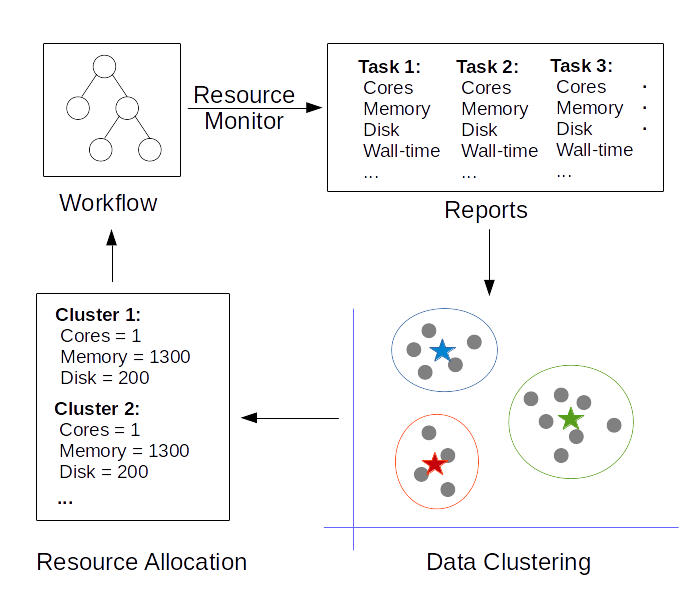 Resource
Monitor
Workflow
Task 1:
Cores
Memory
Disk
Wall-time
...
Task 2:
Cores
Memory
Disk
Wall-time
...
Task 3:
Cores
Memory
Disk
Wall-time
...
Reports
Cluster 1:
Cores = 1
Memory = 1300
Disk = 200
Cluster 2:
Cores = 1
Memory = 1300
Disk = 200
...
Resource Allocation
Data Clustering